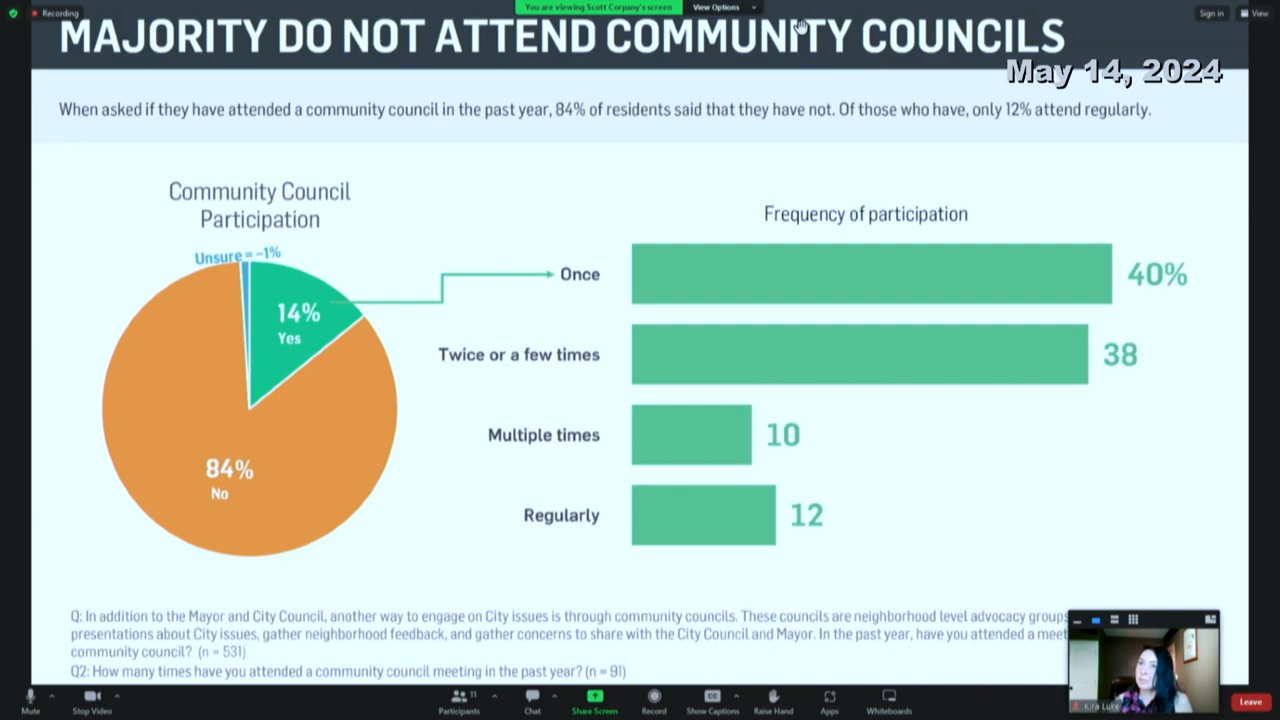 Recording
You are viewing Scott Corpany's screen
View Options
Sign in
View
MAJORITY DO NOT ATTEND COMMUNITY COUNCILS
May 14, 2024
When asked if they have attended a community council in the past year, 84% of residents said that they have not. Of those who have, only 12% attend regularly.
Community Council
Participation
Unsure = ~1%
14%
Yes
84%
No
Frequency of participation
Once
40%
Twice or a few times
38
Multiple times
10
Regularly
12
Q: In addition to the Mayor and City Council, another way to engage on City issues is through community councils. These councils are neighborhood level advocacy groups
presentations about City issues, gather neighborhood feedback, and gather concerns to share with the City Council and Mayor. In the past year, have you attended a meet
community council? (n = 531)
Q2: How many times have you attended a community council meeting in the past year? (n = 91)
Kira Luke
Mute
Stop Video
11
Participants
Chat
Share Screen
Record
CC
Show Captions
Raise Hand
Apps
Whiteboards
Leave